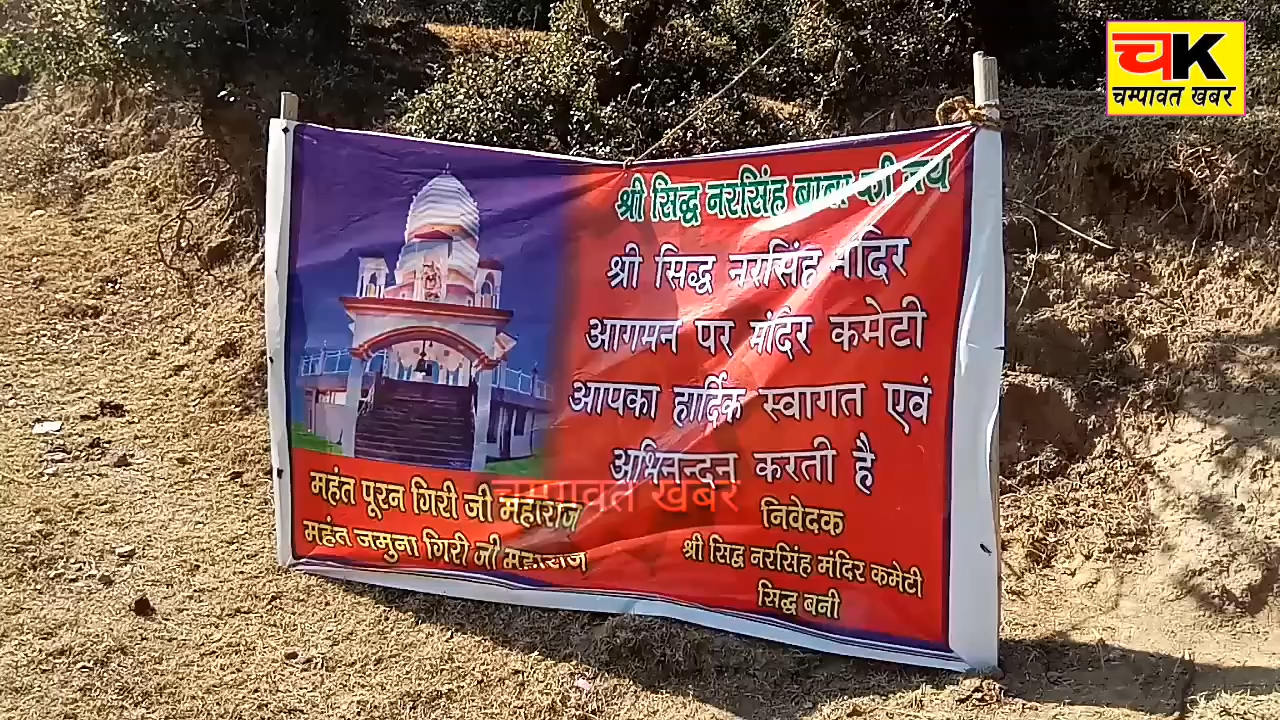 चK
चम्पावत खबर
श्री सिद्ध नरसिंह बाबा की जय
श्री सिद्ध नरसिंह मंदिर
आगमन पर मंदिर कमेटी
आपका हार्दिक स्वागत एवं
अभिनन्दन करती है
चम्पावत खबर
महंत पूरन गिरी जी महाराज
महंत जमुना गिरी जी महाराज
निवेदक
श्री सिद्व नरसिंह मंदिर कमेटी
सिद्ध बनी